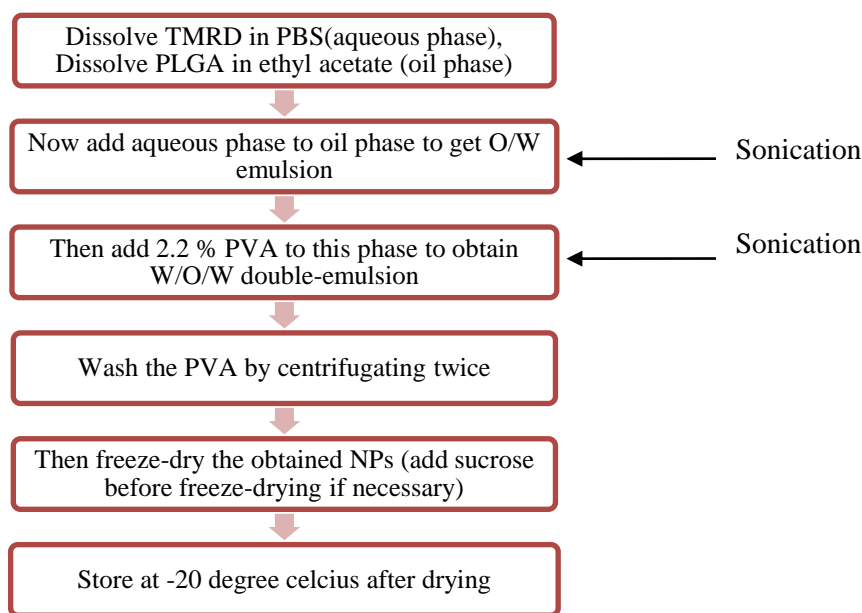 Dissolve TMRD in PBS(aqueous phase),
Dissolve PLGA in ethyl acetate (oil phase)
Now add aqueous phase to oil phase to get O/W
emulsion
Sonication
Then add 2.2 % PVA to this phase to obtain
W/O/W double-emulsion
Sonication
Wash the PVA by centrifugating twice
Then freeze-dry the obtained NPs (add sucrose
before freeze-drying if necessary)
Store at -20 degree celcius after drying